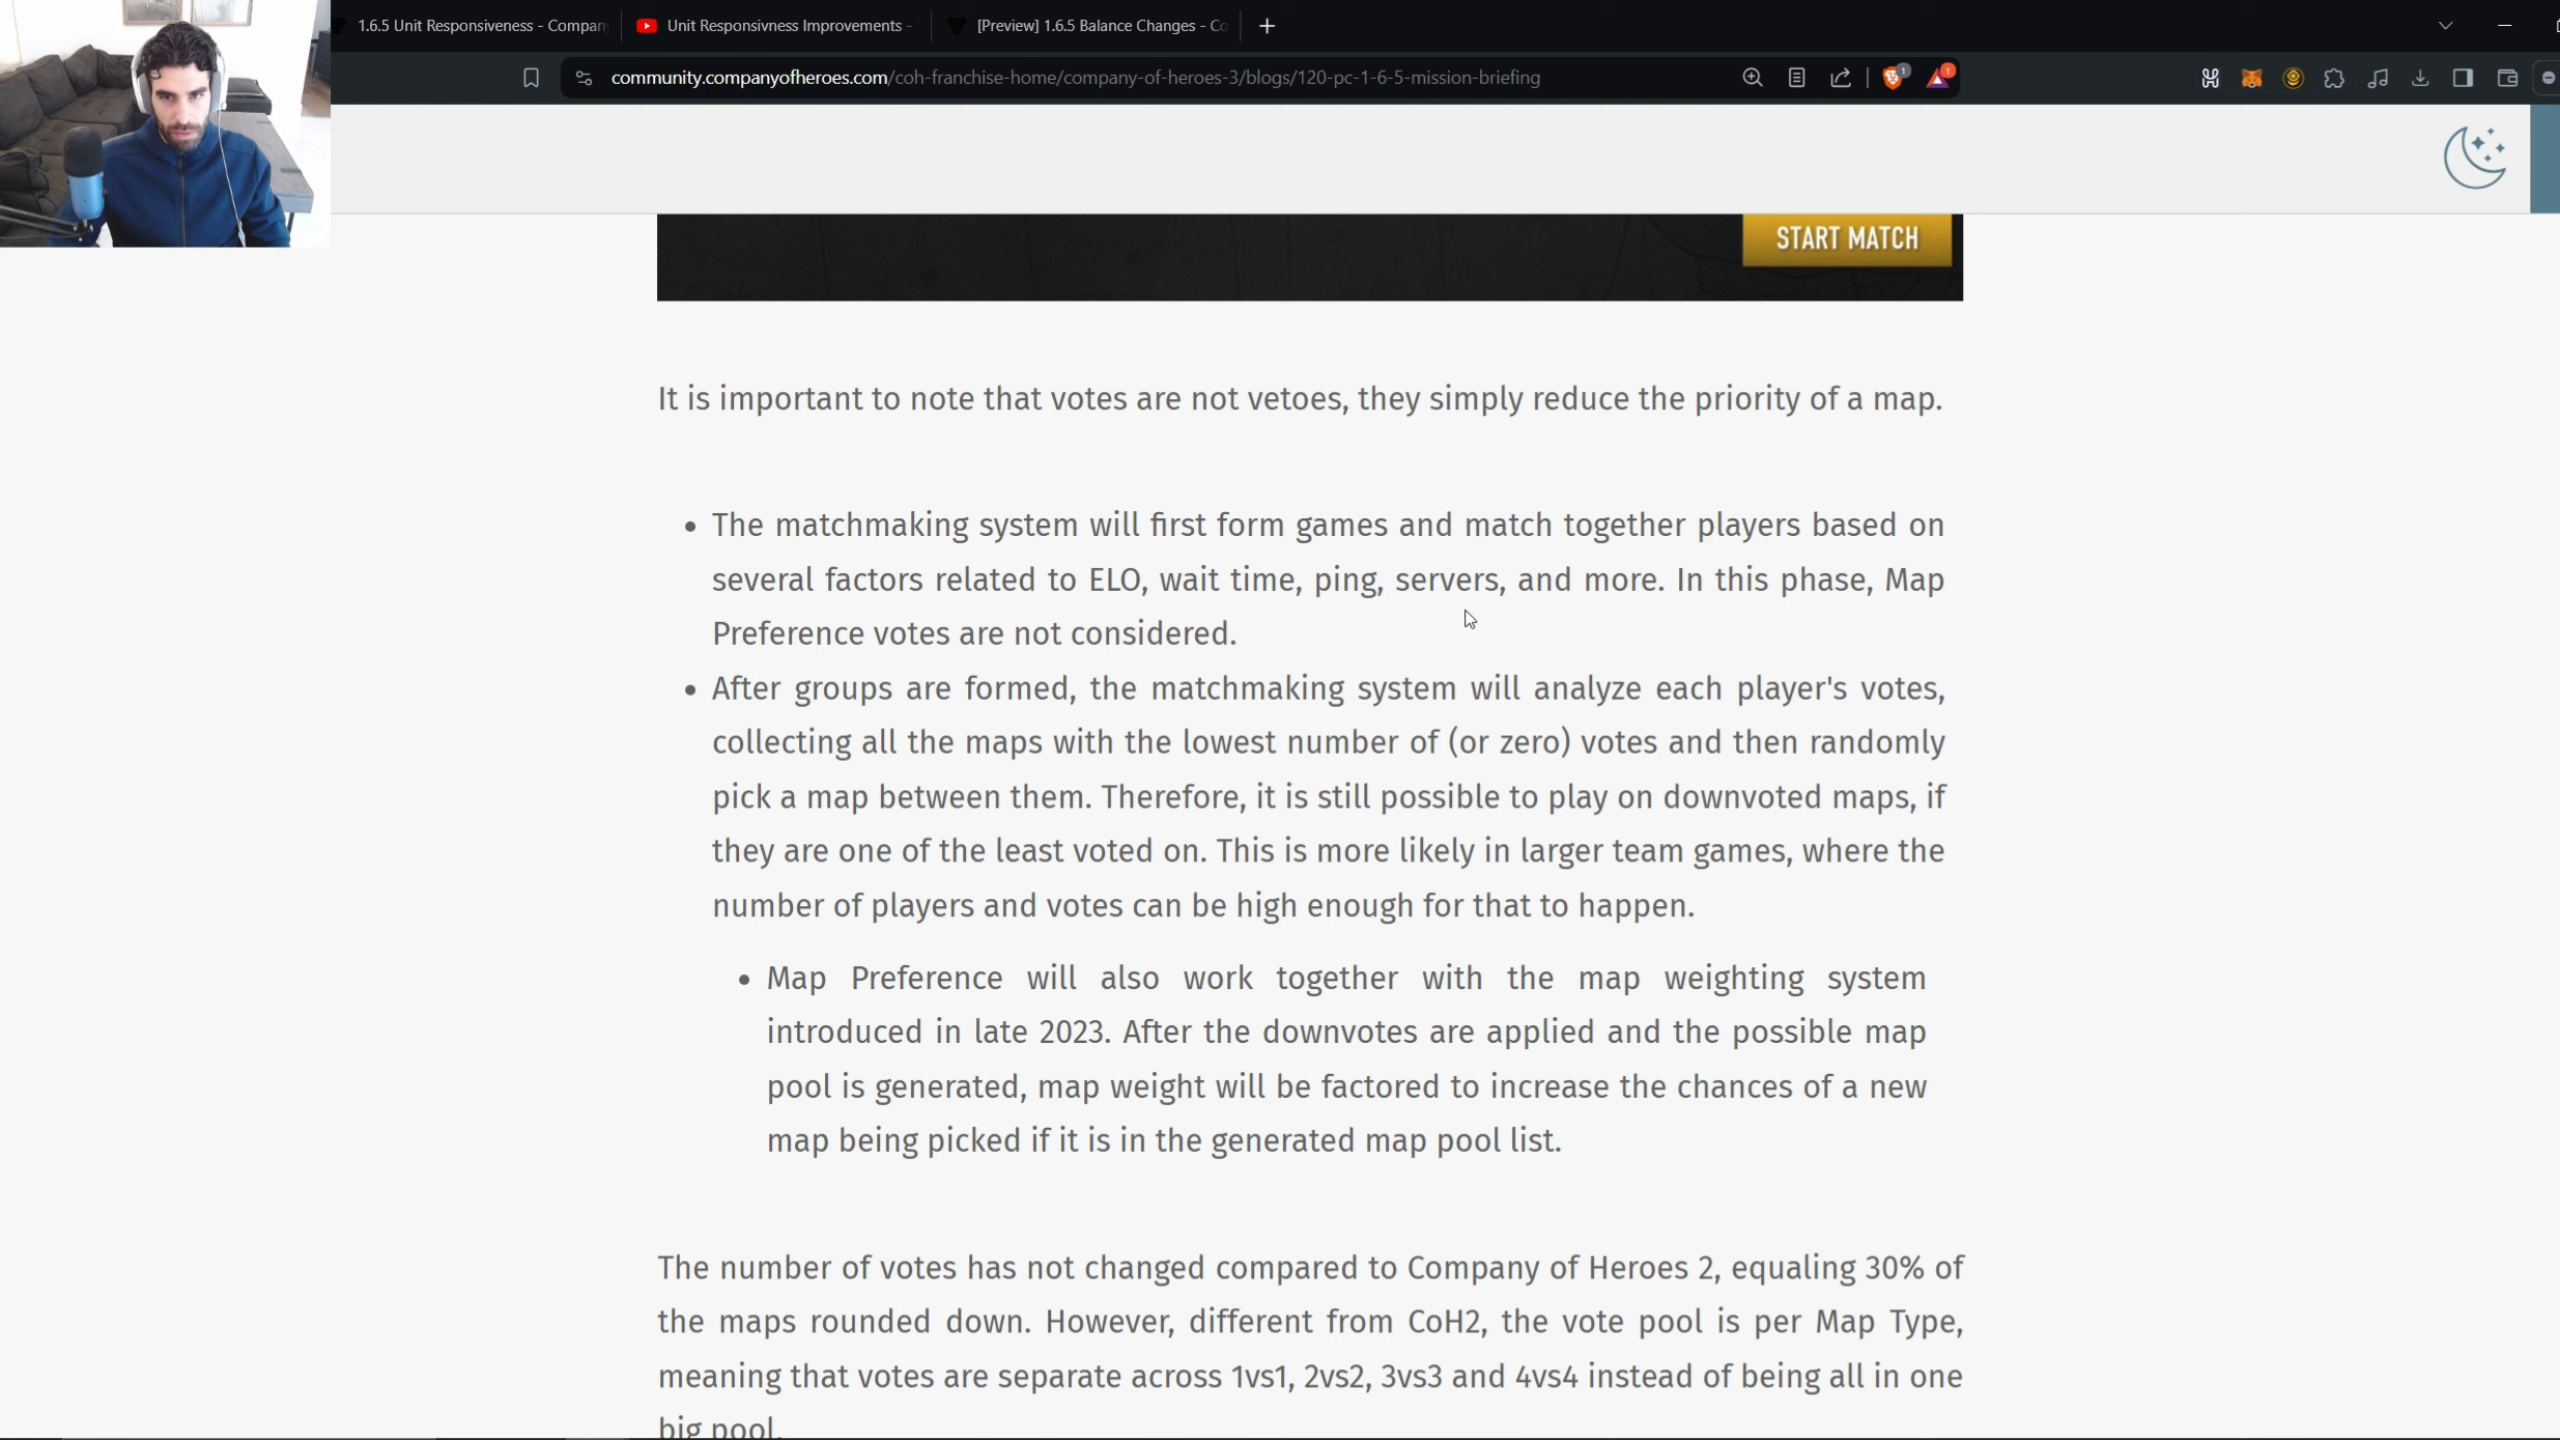 1.6.5 Unit Responsiveness - Compan
Unit Responsivness Improvements -
[Preview] 1.6.5 Balance Changes - Co
community.companyofheroes.com/coh-franchise-home/company-of-heroes-3/blogs/120-pc-1-6-5-mission-briefing
1
1
START MATCH
It is important to note that votes are not vetoes, they simply reduce the priority of a map.
• The matchmaking system will first form games and match together players based on
several factors related to ELO, wait time, ping, servers, and more. In this phase, Map
Preference votes are not considered.
• After groups are formed, the matchmaking system will analyze each player's votes,
collecting all the maps with the lowest number of (or zero) votes and then randomly
pick a map between them. Therefore, it is still possible to play on downvoted maps, if
they are one of the least voted on. This is more likely in larger team games, where the
number of players and votes can be high enough for that to happen.
• Map Preference will also work together with the map weighting system
introduced in late 2023. After the downvotes are applied and the possible map
pool is generated, map weight will be factored to increase the chances of a new
map being picked if it is in the generated map pool list.
The number of votes has not changed compared to Company of Heroes 2, equaling 30% of
the maps rounded down. However, different from CoH2, the vote pool is per Map Type,
meaning that votes are separate across 1vs1, 2vs2, 3vs3 and 4vs4 instead of being all in one
big pool.